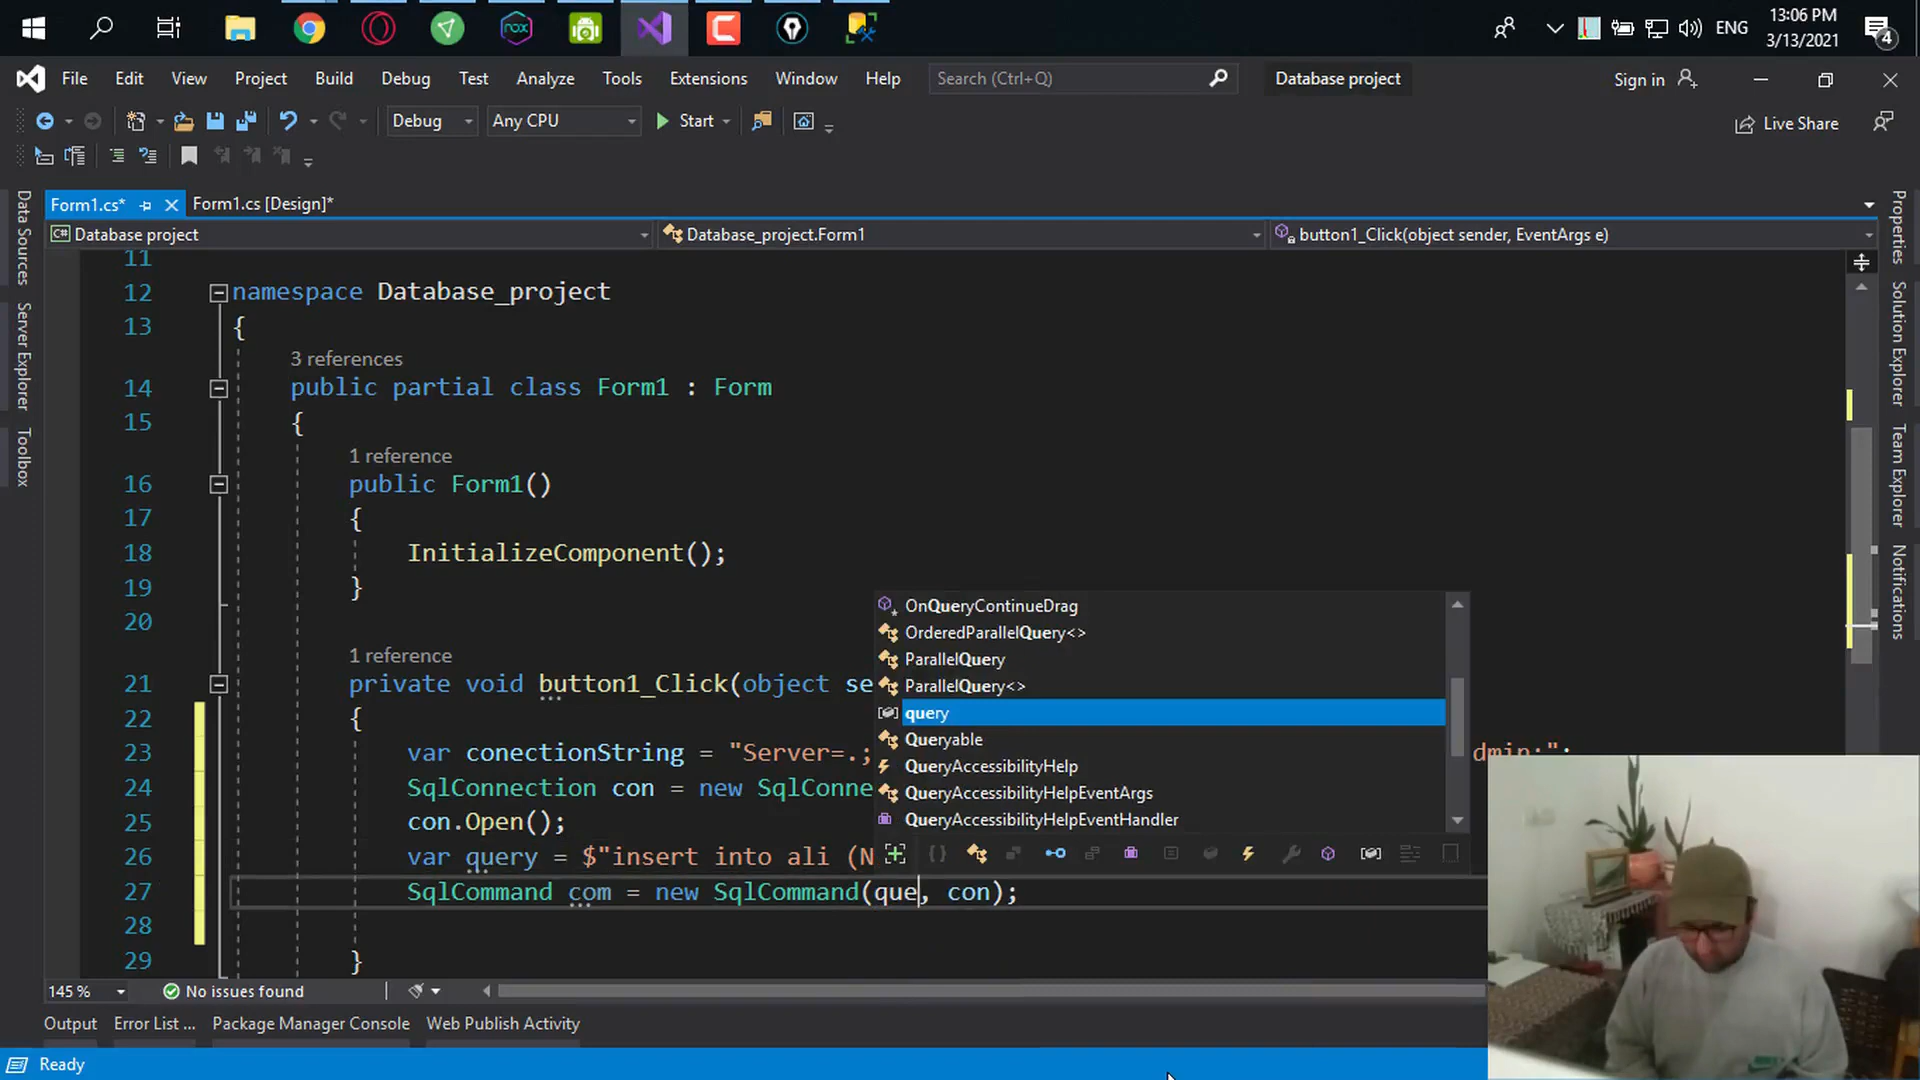 nox
ENG
13:06 PM
3/13/2021
4
File Edit View Project Build Debug Test Analyze Tools Extensions Window Help Search (Ctrl+Q) Database project Sign in
Debug Any CPU Start Live Share
Form1.cs* Form1.cs [Design]*
C# Database project Database_project.Form1 button1_Click(object sender, EventArgs e)
Data Sources
Server Explorer
Toolbox
11
12 namespace Database_project
13 {
3 references
14 public partial class Form1 : Form
15 {
1 reference
16 public Form1()
17 {
18 InitializeComponent();
19 }
20
1 reference
21 private void button1_Click(object se
22 {
23 var conectionString = "Server=.; dmin;";
24 SqlConnection con = new SqlConne
25 con.Open();
26 var query = $"insert into ali (N
27 SqlCommand com = new SqlCommand(que, con);
28
29 }
OnQueryContinueDrag
OrderedParallelQuery<>
ParallelQuery
ParallelQuery<>
query
Queryable
QueryAccessibilityHelp
QueryAccessibilityHelpEventArgs
QueryAccessibilityHelpEventHandler
Properties
Solution Explorer
Team Explorer
Notifications
145 % No issues found
Output Error List ... Package Manager Console Web Publish Activity
Ready